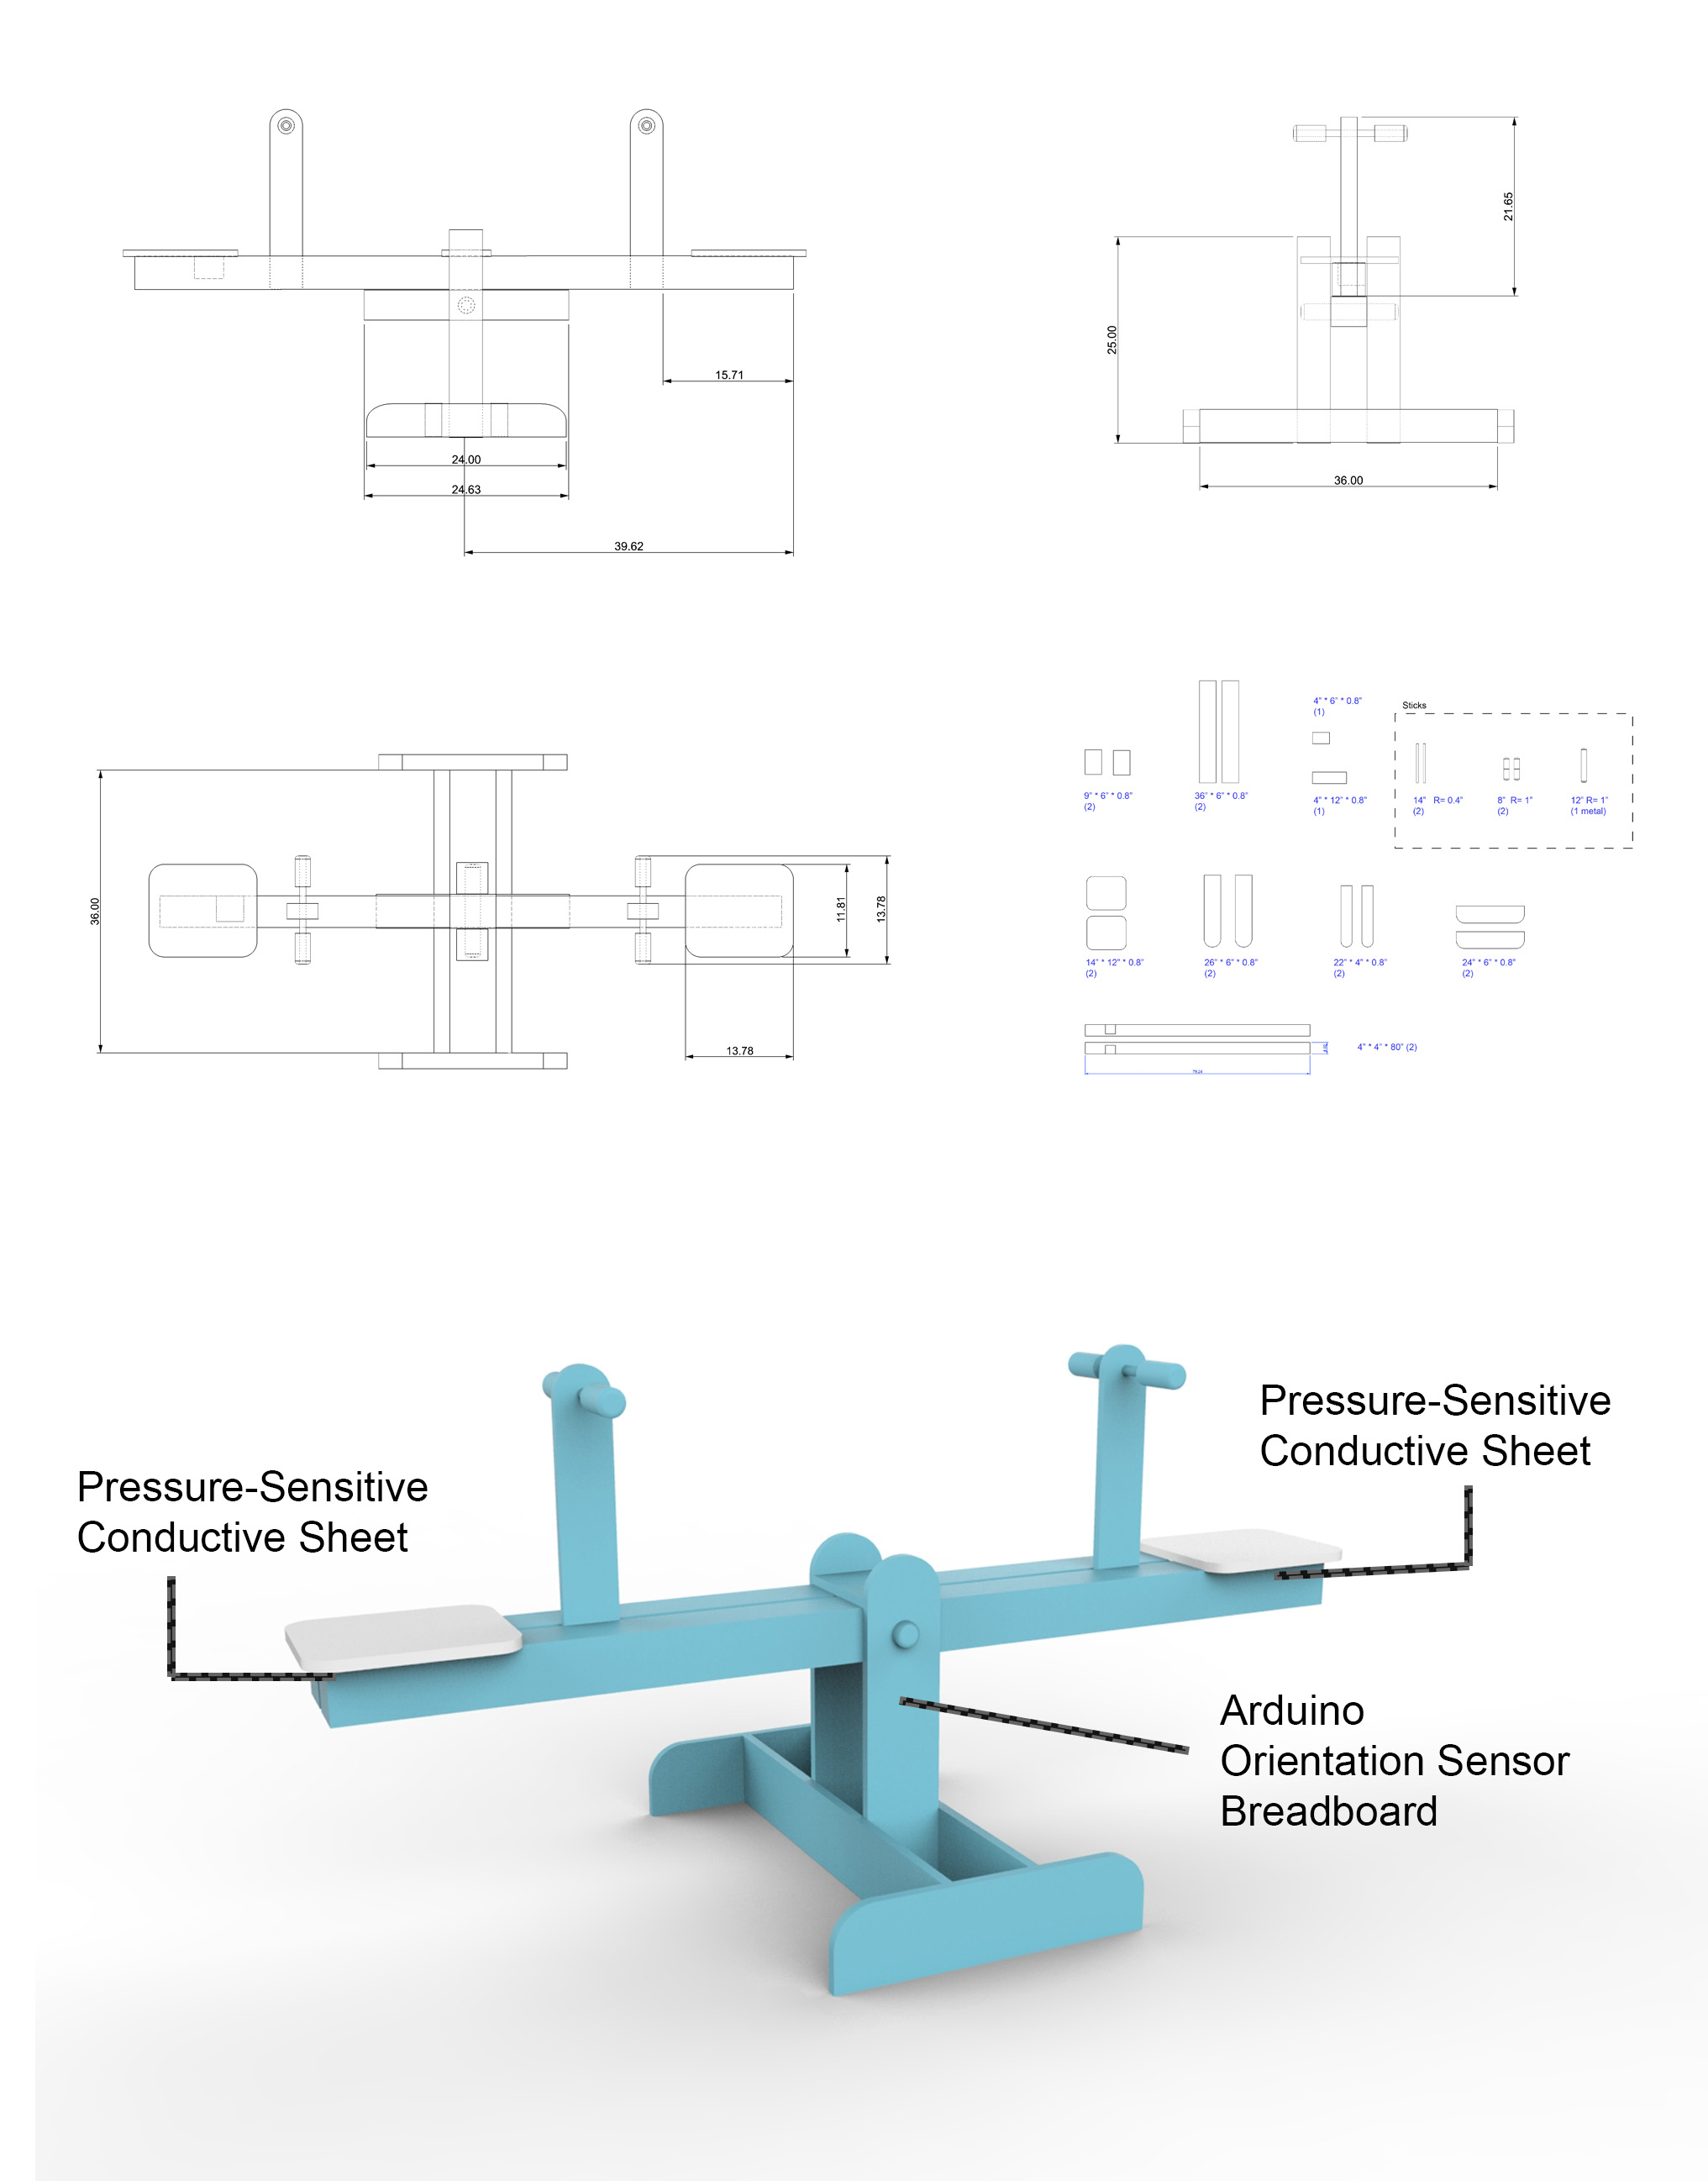 21.65
25.00
15.71
24.00
24.63
36.00
39.62
Sticks
4" * 6" * 0.8"
(1)
9" * 6" * 0.8"
(2)
36" * 6" * 0.8"
(2)
4" * 12" * 0.8"
(1)
14" R= 0.4"
(2)
8" R= 1"
(2)
12" R= 1"
(1 metal)
36.00
11.81
13.78
13.78
14" * 12" * 0.8"
(2)
26" * 6" * 0.8"
(2)
22" * 4" * 0.8"
(2)
24" * 6" * 0.8"
(2)
4" * 4" * 80" (2)
79.24
Pressure-Sensitive
Conductive Sheet
Pressure-Sensitive
Conductive Sheet
Arduino
Orientation Sensor
Breadboard